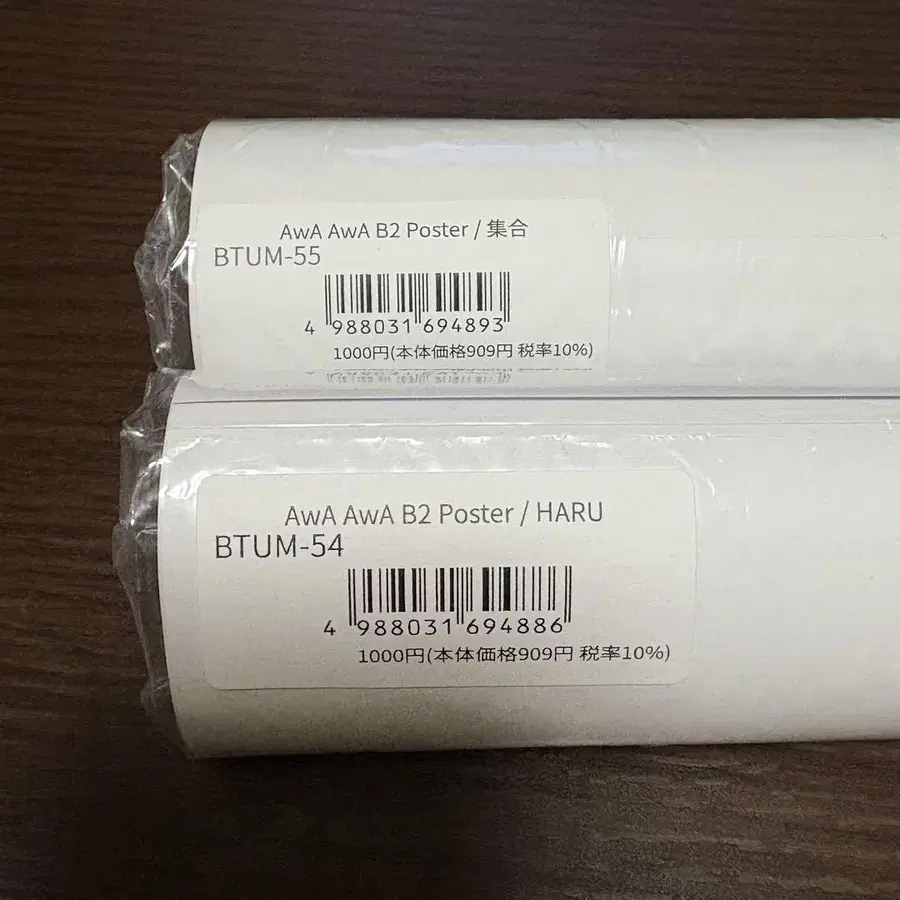 AwA AwA B2 Poster / 集合
BTUM-55
4 988031 694893
1000円(本体価格909円 税率10%)
AwA AwA B2 Poster / HARU
BTUM-54
4 988031 694886
1000円(本体価格909円 税率10%)